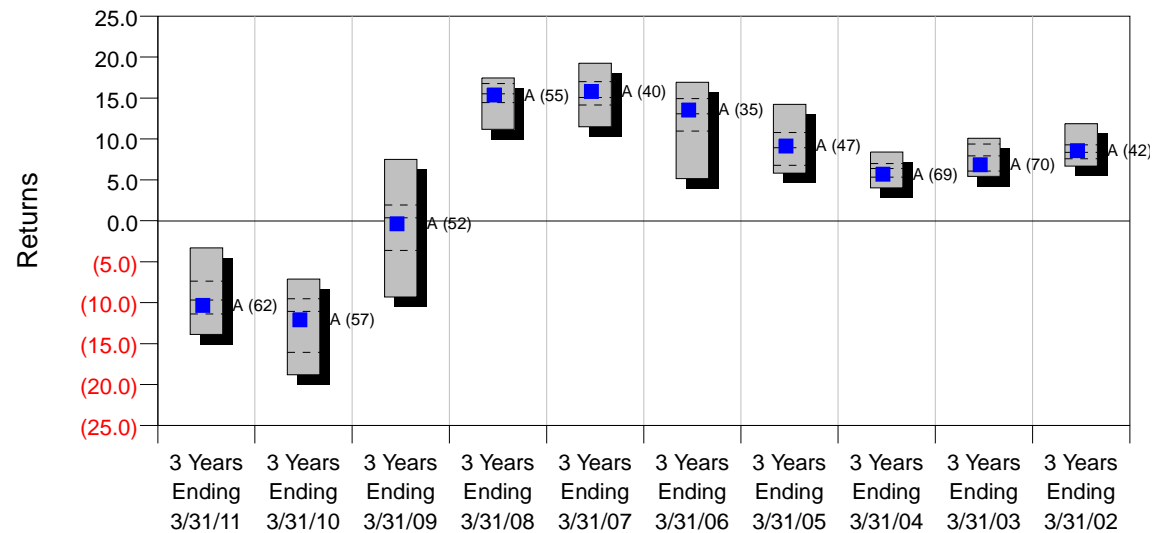 25.0
20.0
15.0
10.0
5.0
0.0
(5.0)
(10.0)
(15.0)
(20.0)
(25.0)
Returns
A (62)
A (57)
A (52)
A (55)
A (40)
A (35)
A (47)
A (69)
A (70)
A (42)
3 Years
Ending
3/31/11
3 Years
Ending
3/31/10
3 Years
Ending
3/31/09
3 Years
Ending
3/31/08
3 Years
Ending
3/31/07
3 Years
Ending
3/31/06
3 Years
Ending
3/31/05
3 Years
Ending
3/31/04
3 Years
Ending
3/31/03
3 Years
Ending
3/31/02